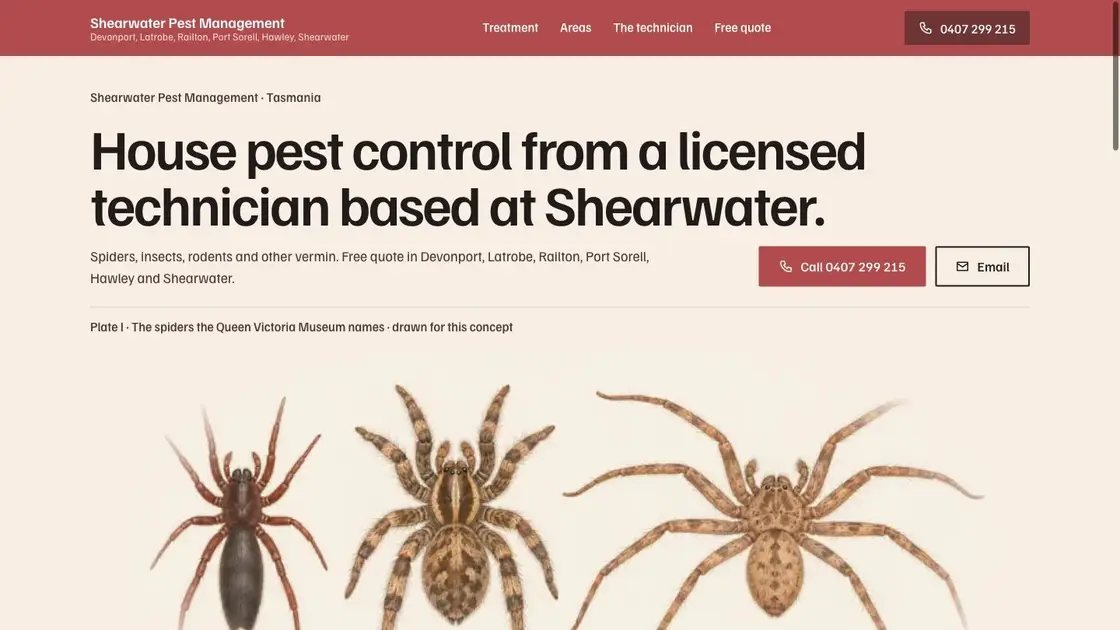 Shearwater Pest Management
Devonport, Latrobe, Railton, Port Sorell, Hawley, Shearwater
Treatment
Areas
The technician
Free quote
0407 299 215
Shearwater Pest Management · Tasmania
House pest control from a licensed
technician based at Shearwater.
Spiders, insects, rodents and other vermin. Free quote in Devonport, Latrobe, Railton, Port Sorell,
Hawley and Shearwater.
Call 0407 299 215
Email
Plate I · The spiders the Queen Victoria Museum names · drawn for this concept